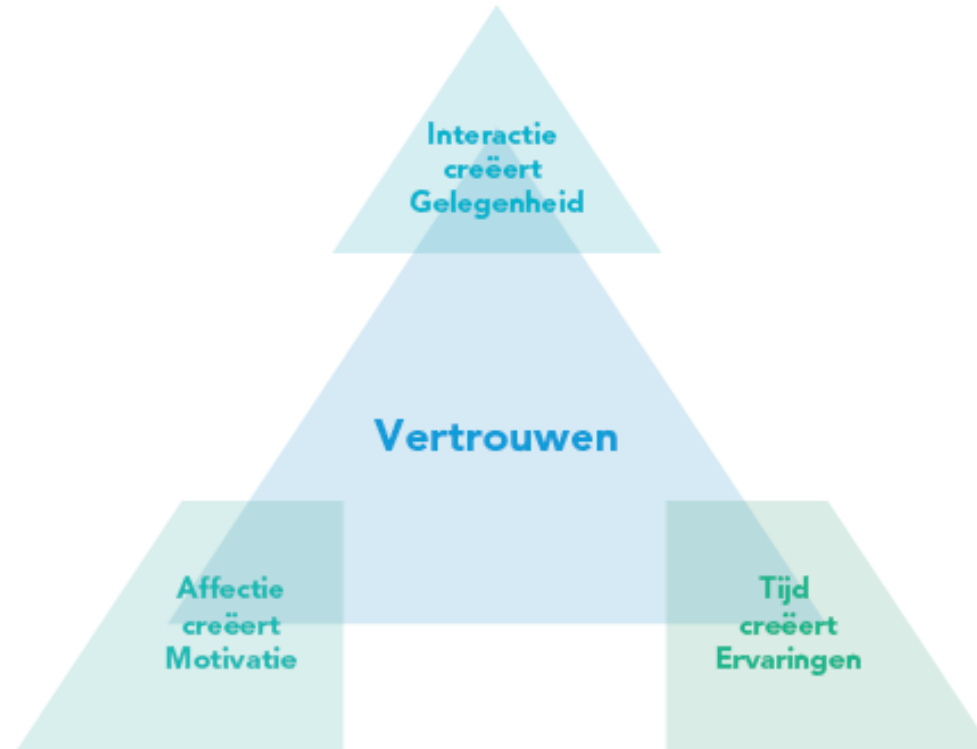 Interactie
creëert
Gelegenheid
Vertrouwen
Affectie
creëert
Motivatie
Tijd
creëert
Ervaringen